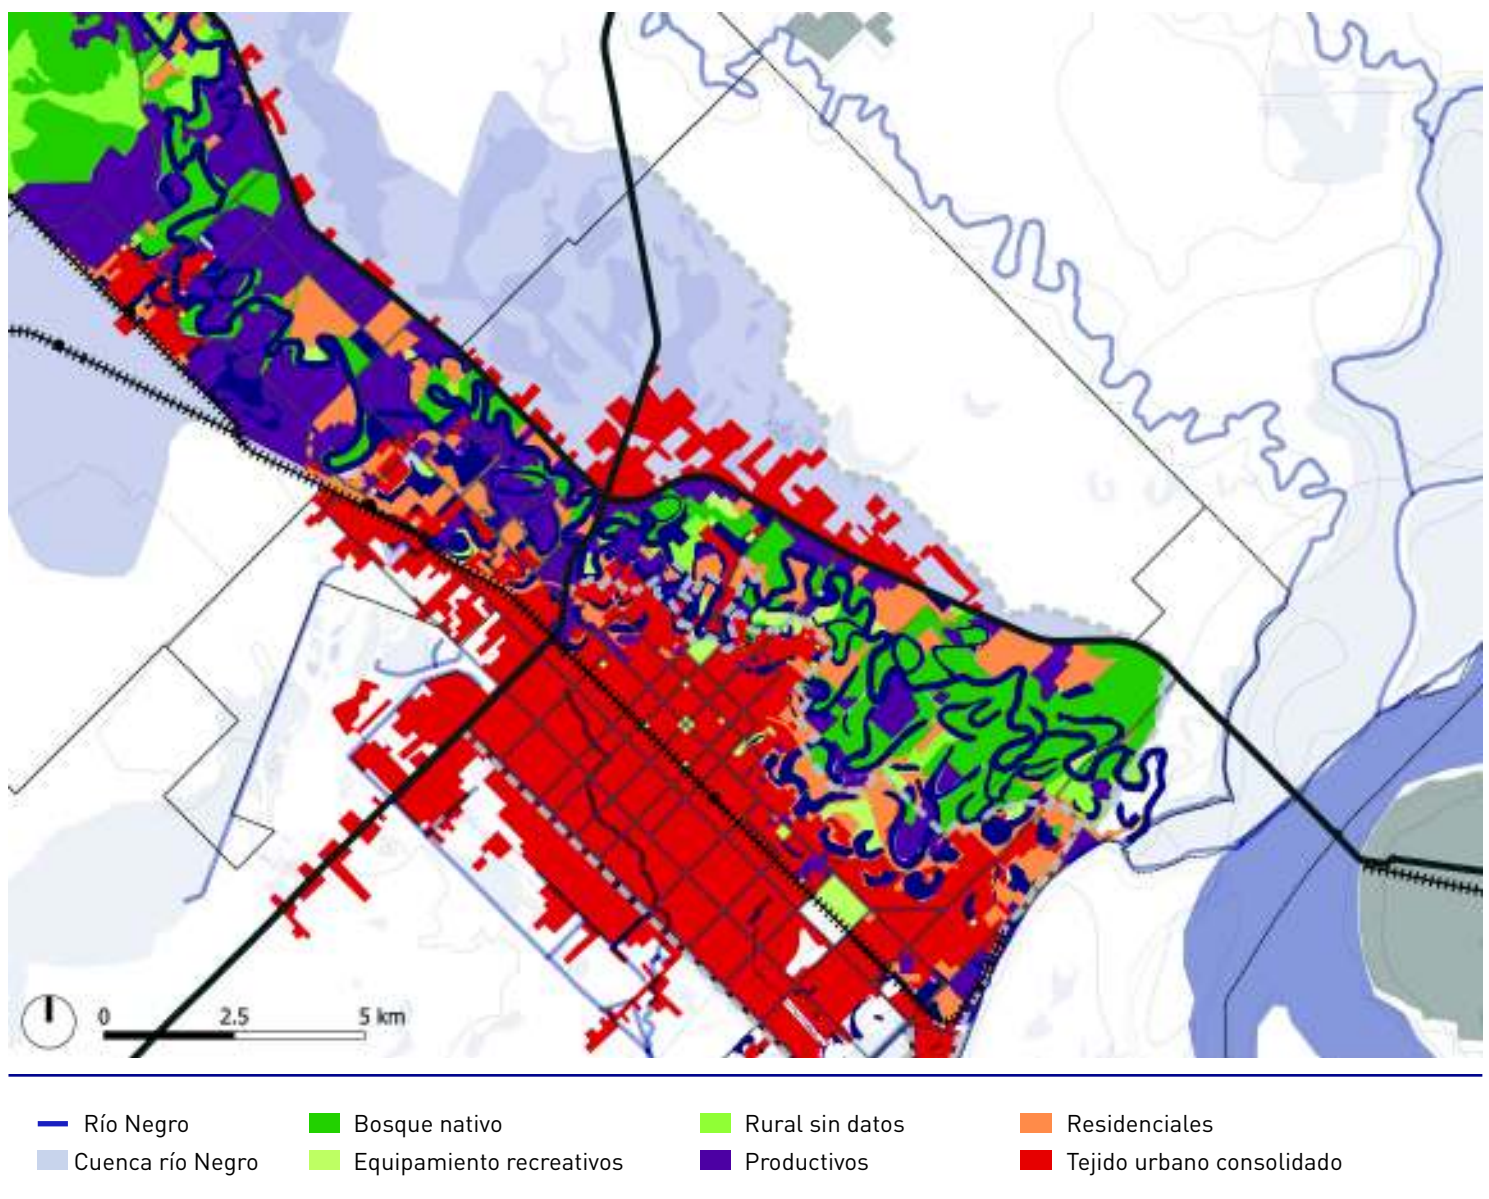 0 2.5 5 km
Río Negro Bosque nativo Rural sin datos Residenciales
Cuenca río Negro Equipamiento recreativos Productivos Tejido urbano consolidado